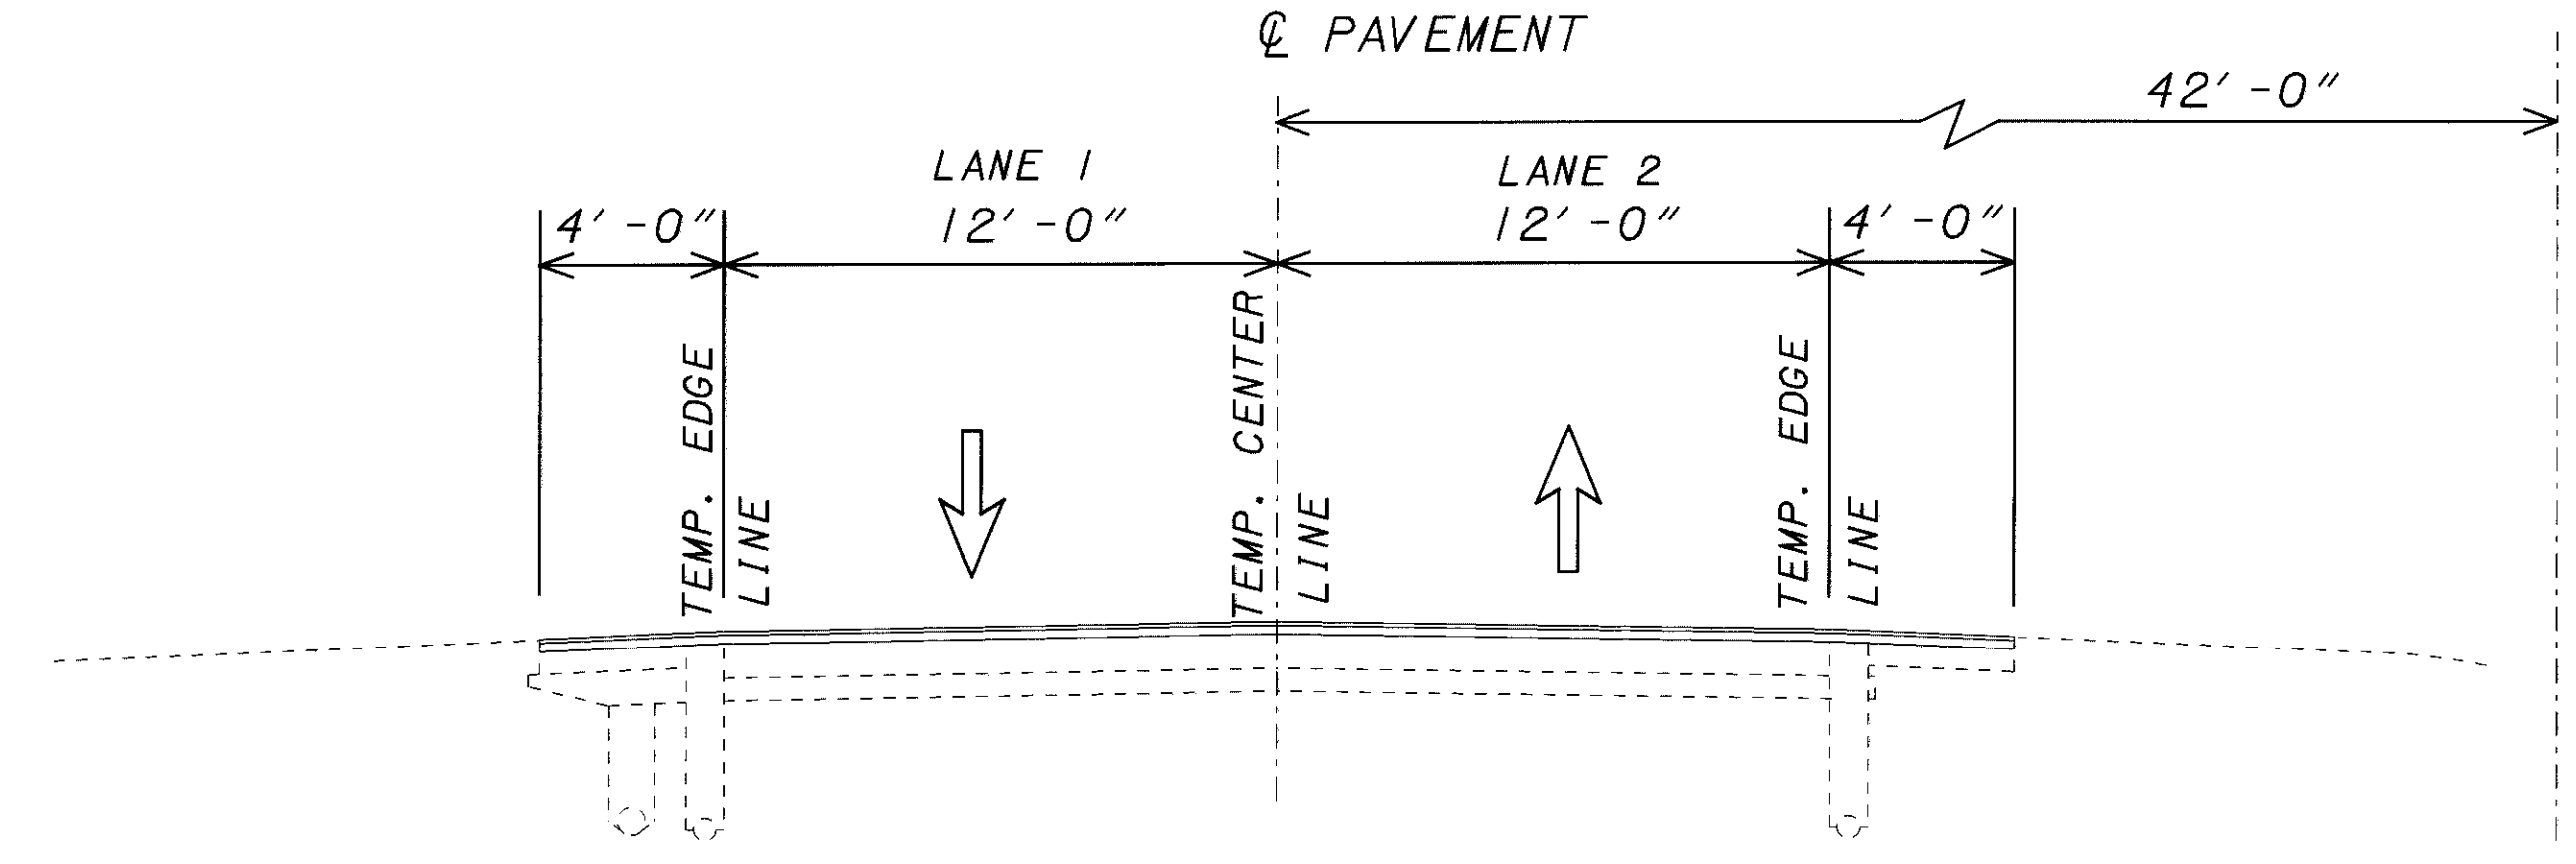 ℄ PAVEMENT
42'-0"
LANE 1
LANE 2
4'-0"
12'-0"
12'-0"
4'-0"
TEMP. EDGE
LINE
TEMP. CENTER
LINE
TEMP. EDGE
LINE